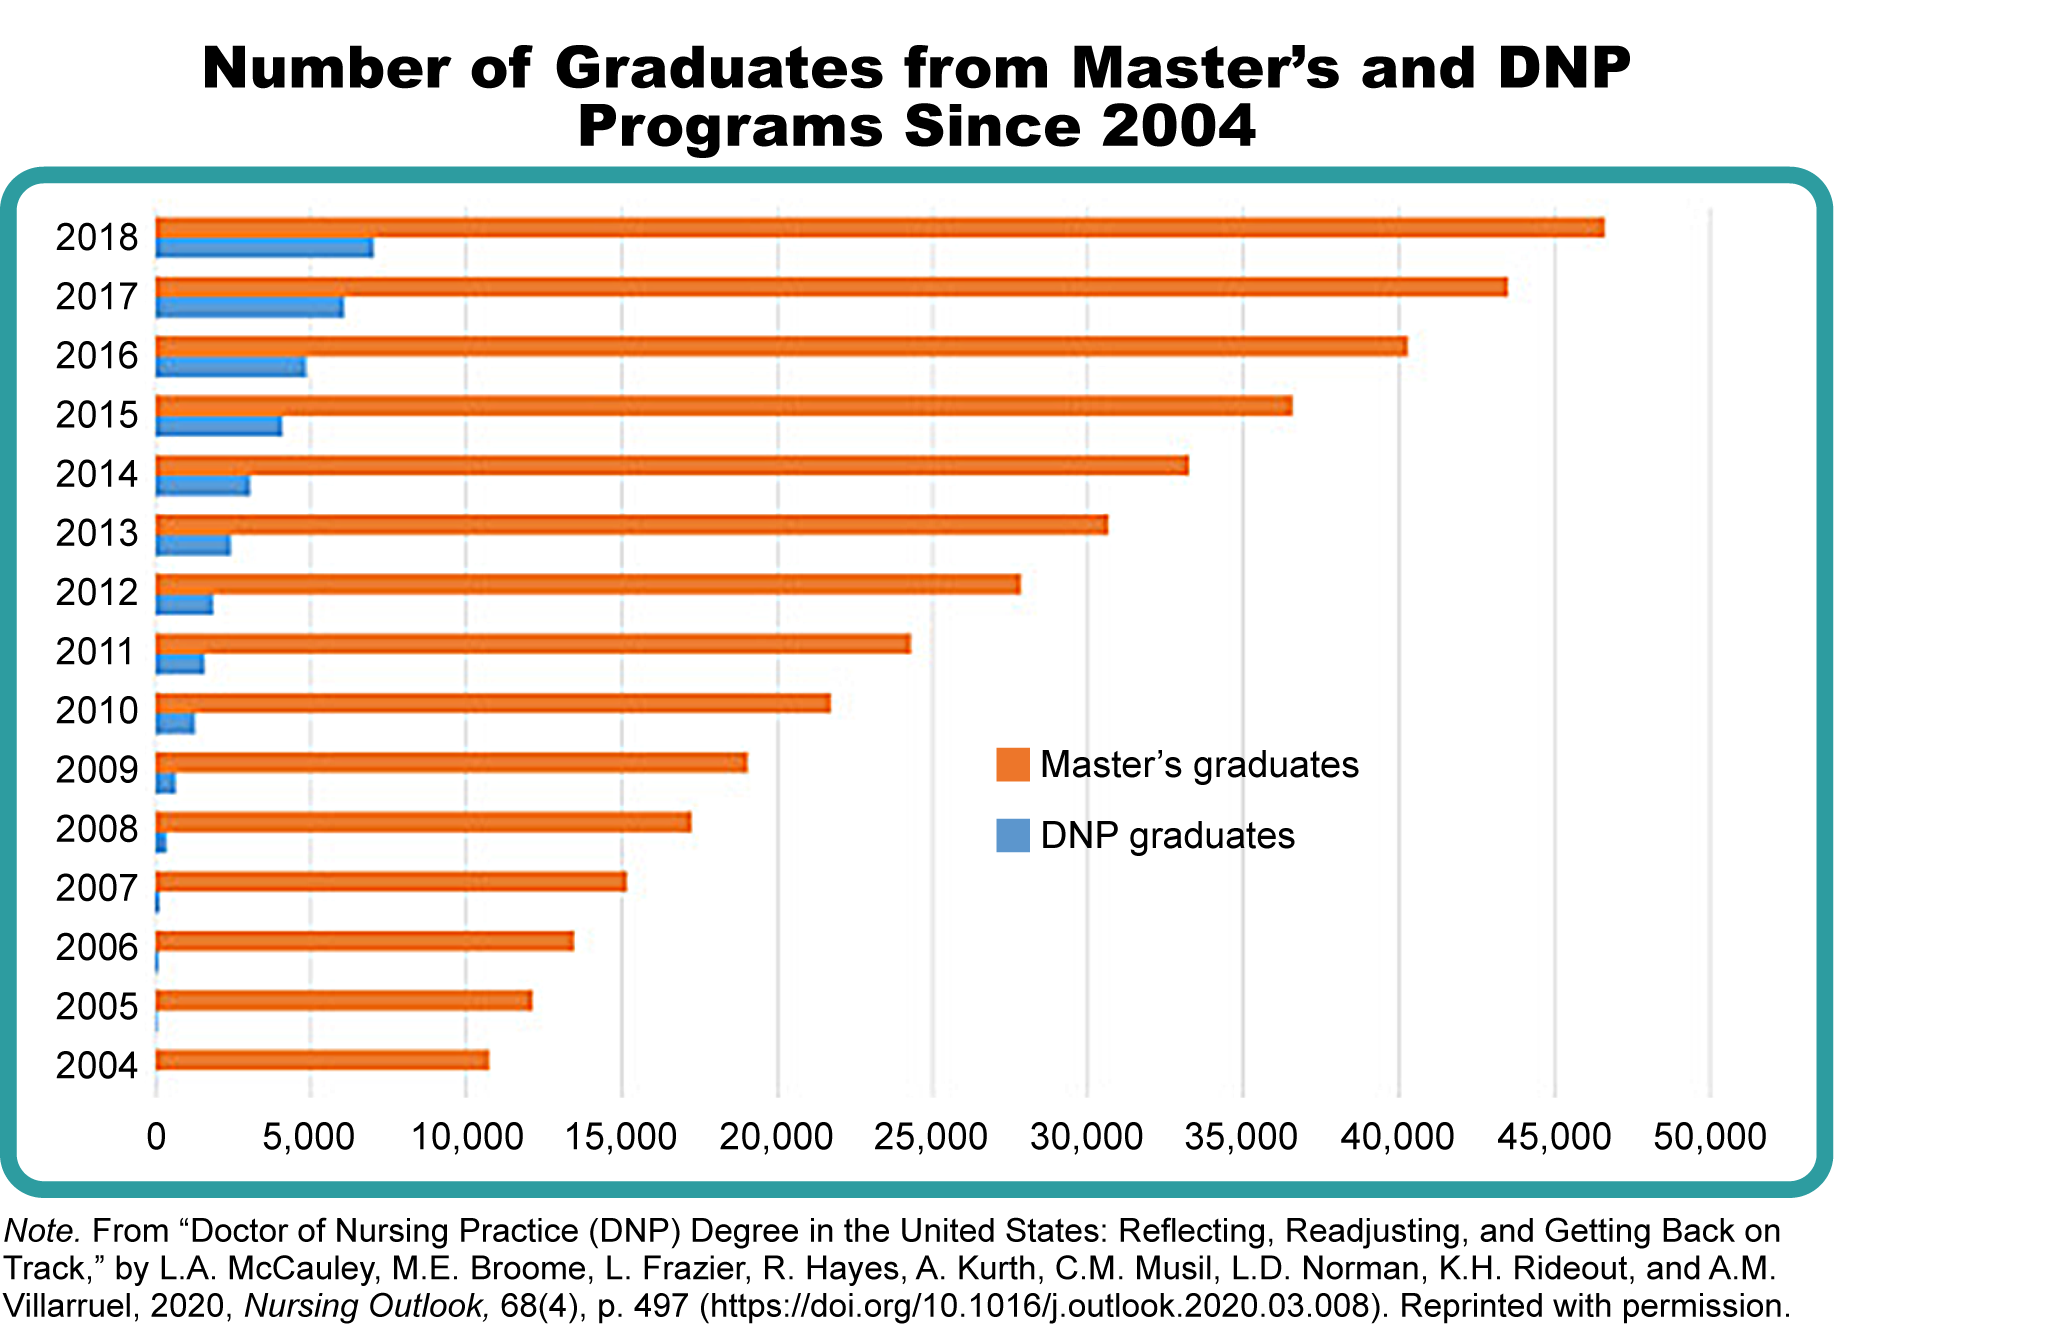 Number of Graduates from Master’s and DNP
Programs Since 2004
2018
2017
2016
2015
2014
2013
2012
2011
2010
2009
2008
2007
2006
2005
2004
Master’s graduates
DNP graduates
0 5,000 10,000 15,000 20,000 25,000 30,000 35,000 40,000 45,000 50,000
Note. From “Doctor of Nursing Practice (DNP) Degree in the United States: Reflecting, Readjusting, and Getting Back on
Track,” by L.A. McCauley, M.E. Broome, L. Frazier, R. Hayes, A. Kurth, C.M. Musil, L.D. Norman, K.H. Rideout, and A.M.
Villarruel, 2020, Nursing Outlook, 68(4), p. 497 (https://doi.org/10.1016/j.outlook.2020.03.008). Reprinted with permission.